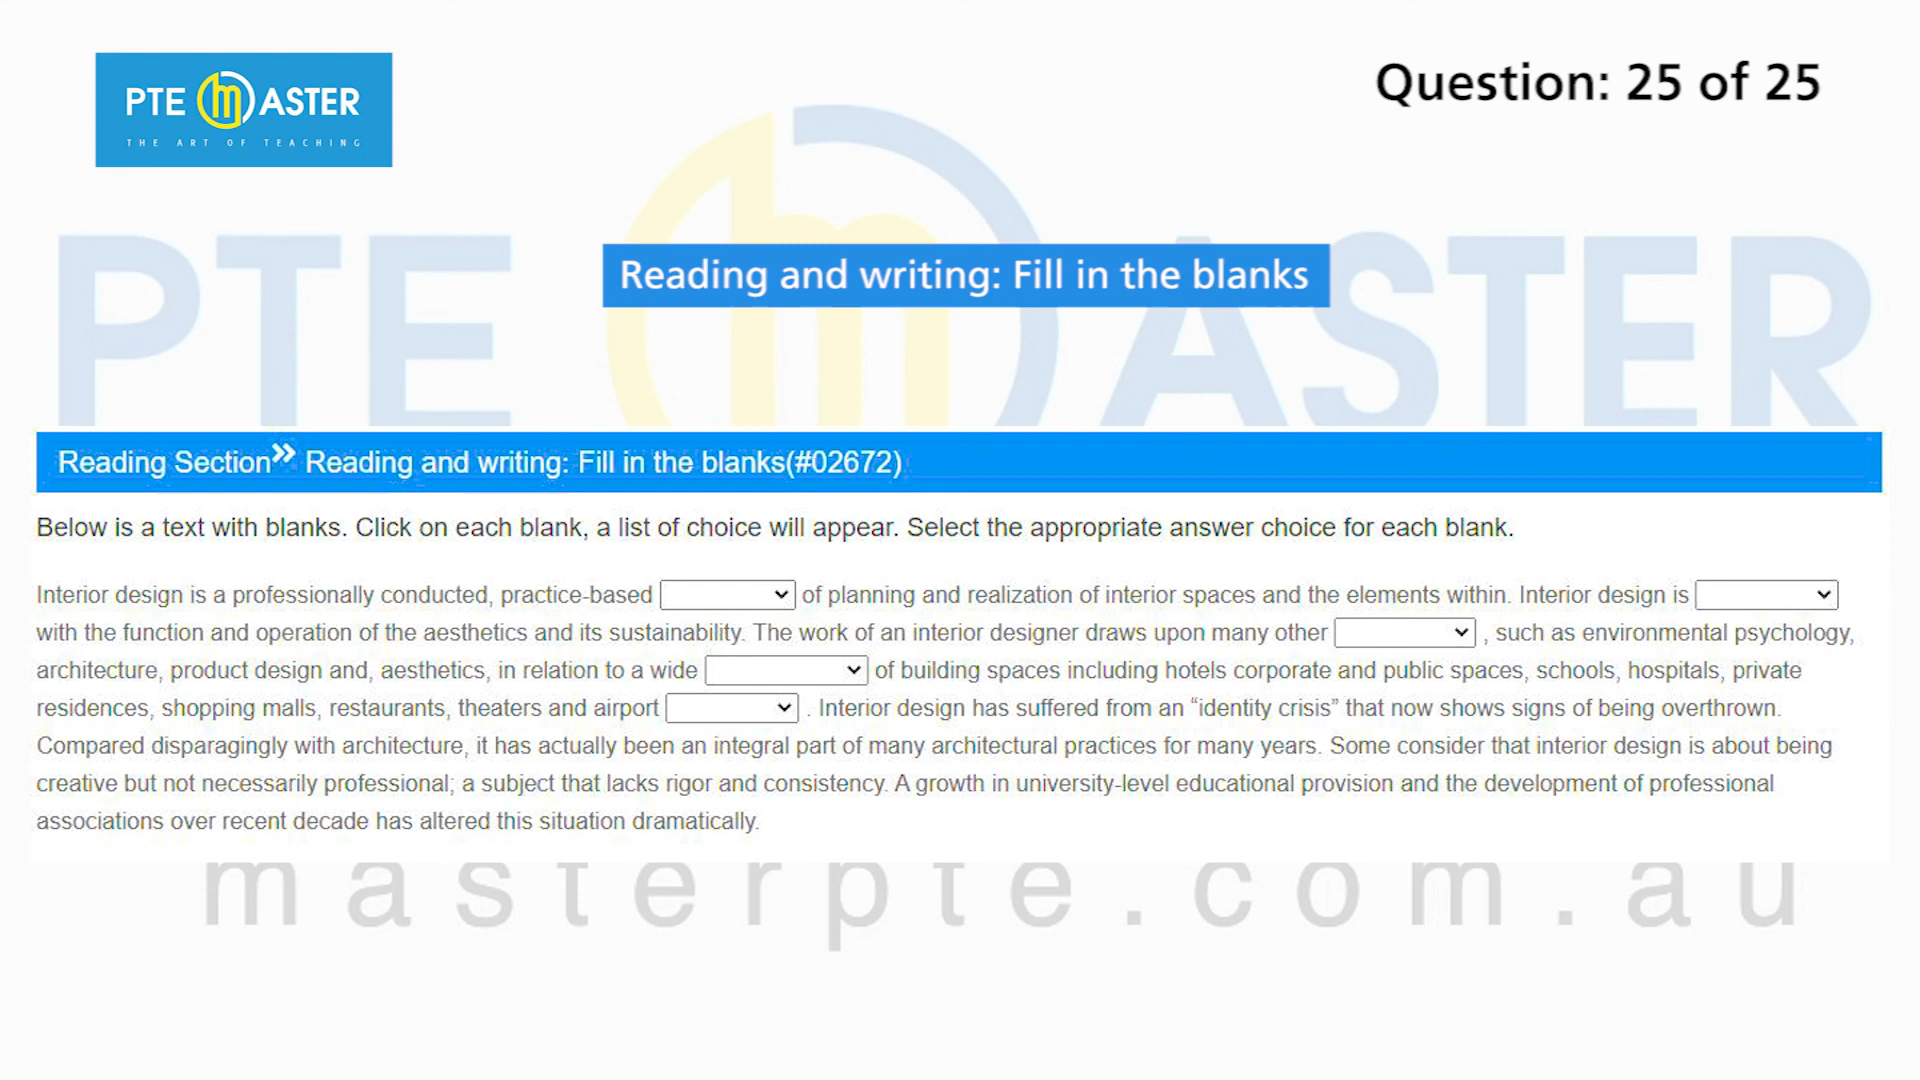 PTE MASTER
THE ART OF TEACHING
Question: 25 of 25
PTE MASTER
Reading and writing: Fill in the blanks
Reading Section» Reading and writing: Fill in the blanks(#02672)
Below is a text with blanks. Click on each blank, a list of choice will appear. Select the appropriate answer choice for each blank.
Interior design is a professionally conducted, practice-based of planning and realization of interior spaces and the elements within. Interior design is
with the function and operation of the aesthetics and its sustainability. The work of an interior designer draws upon many other , such as environmental psychology,
architecture, product design and, aesthetics, in relation to a wide of building spaces including hotels corporate and public spaces, schools, hospitals, private
residences, shopping malls, restaurants, theaters and airport . Interior design has suffered from an “identity crisis” that now shows signs of being overthrown.
Compared disparagingly with architecture, it has actually been an integral part of many architectural practices for many years. Some consider that interior design is about being
creative but not necessarily professional; a subject that lacks rigor and consistency. A growth in university-level educational provision and the development of professional
associations over recent decade has altered this situation dramatically.
masterpte.com.au